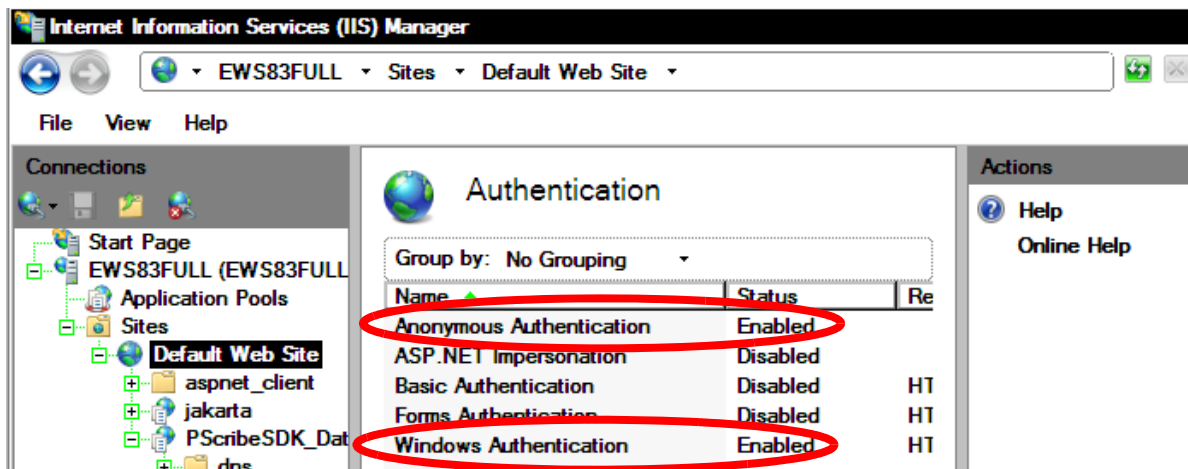 Internet Information Services (IIS) Manager
EWS83FULL Sites Default Web Site
File View Help
Connections
Start Page
EWS83FULL (EWS83FULL
Application Pools
Sites
Default Web Site
aspnet_client
jakarta
PScribeSDK_Dat
dns
Authentication
Group by: No Grouping
Name Status Re
Anonymous Authentication Enabled
ASP.NET Impersonation Disabled
Basic Authentication Disabled HT
Forms Authentication Disabled HT
Windows Authentication Enabled HT
Actions
Help
Online Help